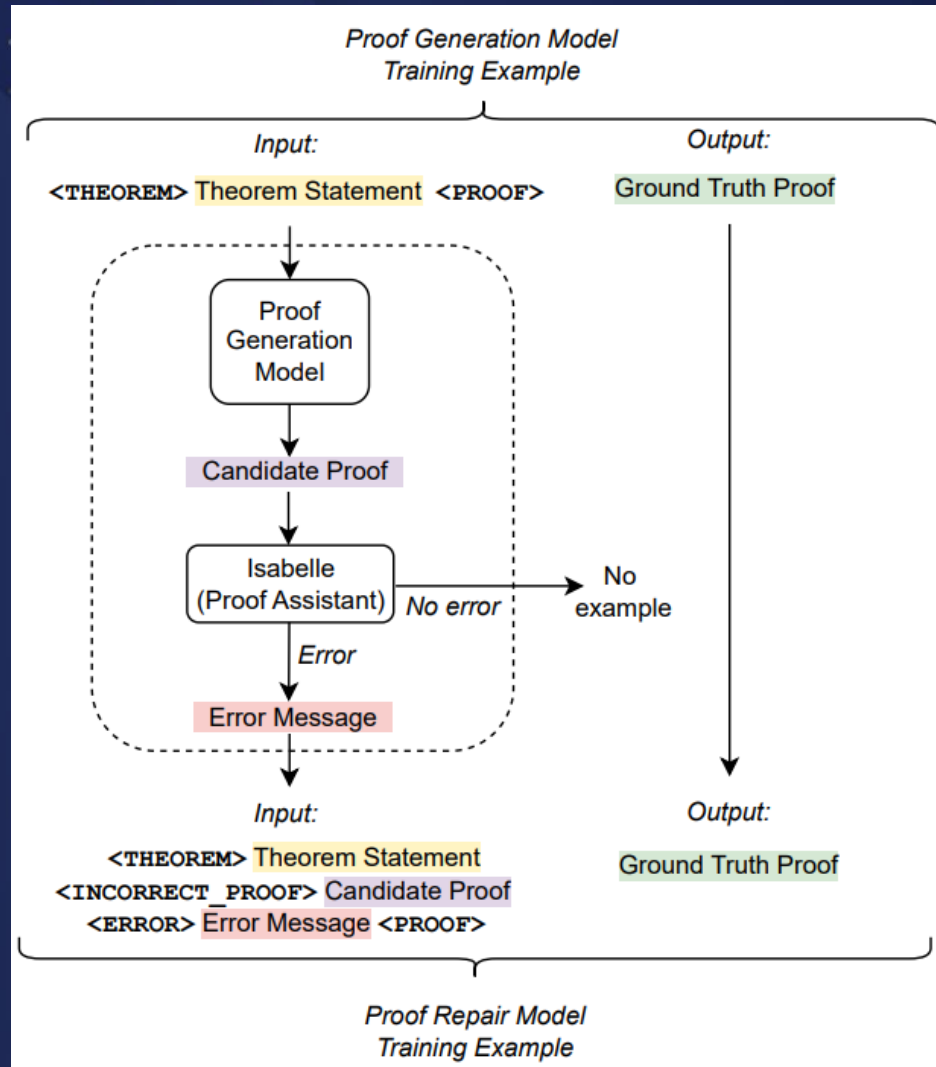 Proof Generation Model
Training Example
Input:
Output:
<THEOREM> Theorem Statement <PROOF>
Ground Truth Proof
Proof
Generation
Model
Candidate Proof
Isabelle
(Proof Assistant)
No error
No
example
Error
Error Message
Input:
Output:
<THEOREM> Theorem Statement
<INCORRECT_PROOF> Candidate Proof
<ERROR> Error Message <PROOF>
Ground Truth Proof
Proof Repair Model
Training Example